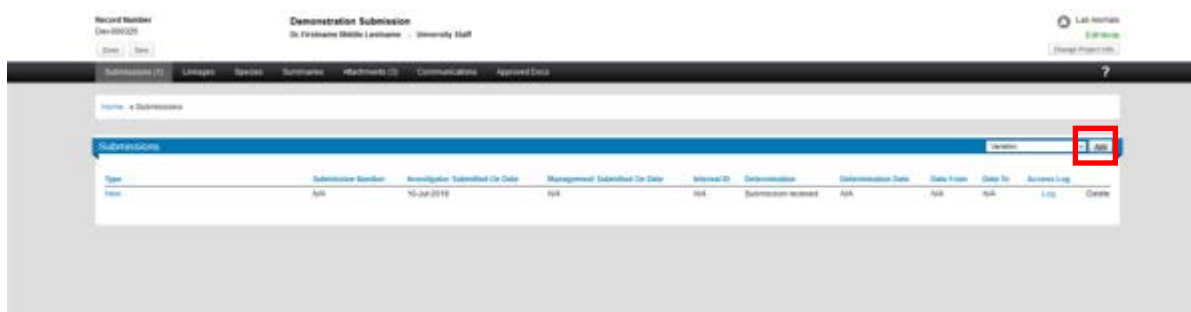 Record Number
Dev-000325
Demonstration Submission
Dr. Firstname Middle Lastname - University Staff
Lab Animals
Edit Mode
Done Save
Change Project Info
Submissions (1) Linkages Species Summaries Attachments (3) Communications Approved Docs ?
Home » Submissions
Submissions
Variation Add
Type Submission Number Investigator Submitted On Date Management Submitted On Date Internal ID Determination Determination Date Date From Date To Access Log
New N/A 10-Jul-2018 N/A N/A Submission received N/A N/A N/A Log Delete